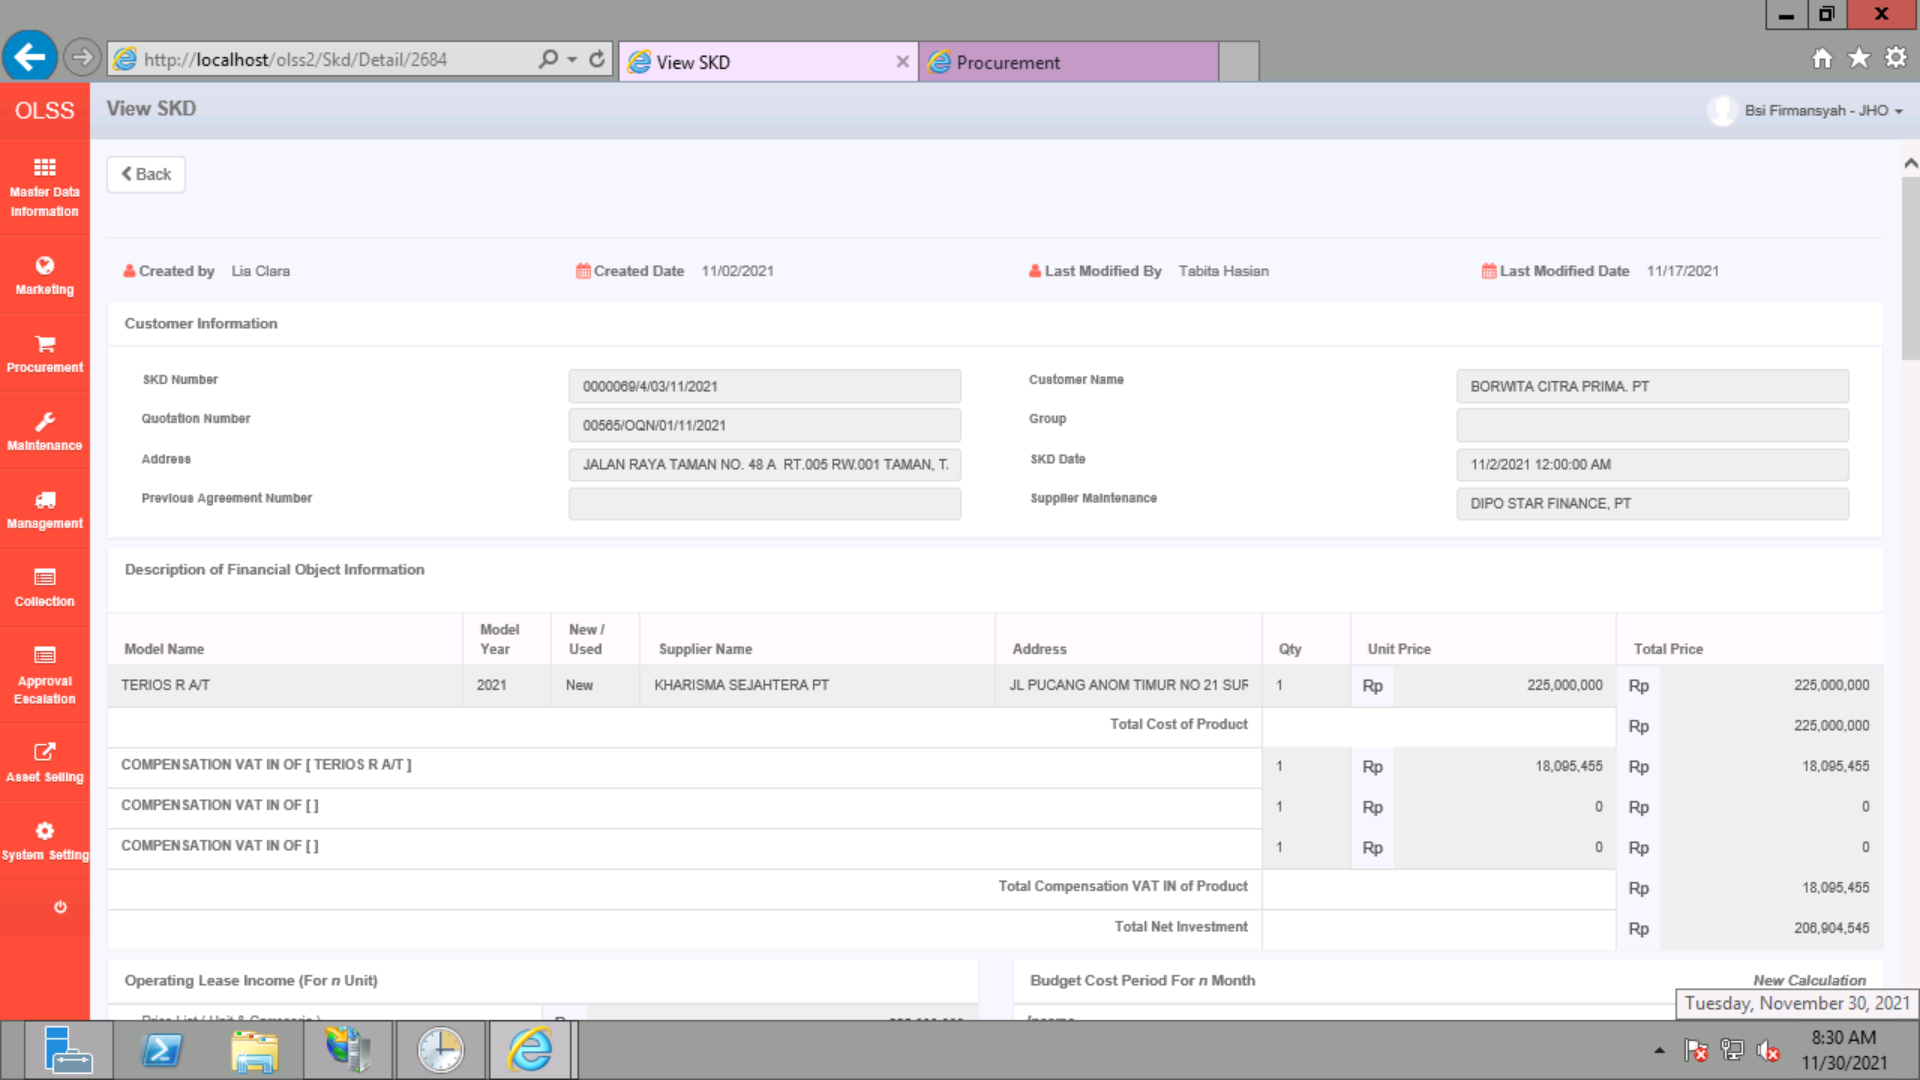 http://localhost/olss2/Skd/Detail/2684
View SKD
Procurement
OLSS
View SKD
Bsi Firmansyah - JHO
Master Data Information
Marketing
Procurement
Maintenance
Management
Collection
Approval Escalation
Asset Selling
System Setting
Back
Created by Lia Clara
Created Date 11/02/2021
Last Modified By Tabita Hasian
Last Modified Date 11/17/2021
Customer Information
SKD Number 0000069/4/03/11/2021
Customer Name BORWITA CITRA PRIMA. PT
Quotation Number 00565/OQN/01/11/2021
Group
Address JALAN RAYA TAMAN NO. 48 A RT.005 RW.001 TAMAN, T.
SKD Date 11/2/2021 12:00:00 AM
Previous Agreement Number
Supplier Maintenance DIPO STAR FINANCE, PT
Description of Financial Object Information
Model Name Model Year New / Used Supplier Name Address Qty Unit Price Total Price
TERIOS R A/T 2021 New KHARISMA SEJAHTERA PT JL PUCANG ANOM TIMUR NO 21 SUR 1 Rp 225,000,000 Rp 225,000,000
Total Cost of Product Rp 225,000,000
COMPENSATION VAT IN OF [ TERIOS R A/T ] 1 Rp 18,095,455 Rp 18,095,455
COMPENSATION VAT IN OF [ ] 1 Rp 0 Rp 0
COMPENSATION VAT IN OF [ ] 1 Rp 0 Rp 0
Total Compensation VAT IN of Product Rp 18,095,455
Total Net Investment Rp 206,904,545
Operating Lease Income (For n Unit)
Budget Cost Period For n Month
New Calculation
Tuesday, November 30, 2021
8:30 AM
11/30/2021